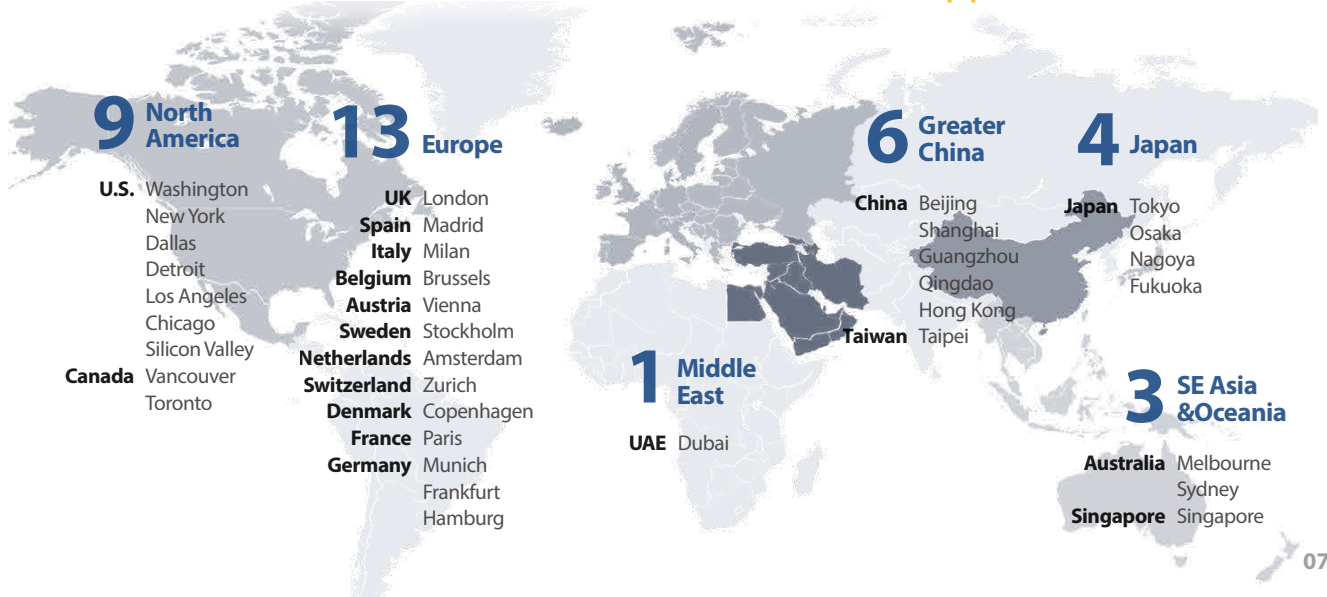 9 North
America
U.S. Washington
New York
Dallas
Detroit
Los Angeles
Chicago
Silicon Valley
Canada Vancouver
Toronto
13 Europe
UK London
Spain Madrid
Italy Milan
Belgium Brussels
Austria Vienna
Sweden Stockholm
Netherlands Amsterdam
Switzerland Zurich
Denmark Copenhagen
France Paris
Germany Munich
Frankfurt
Hamburg
1 Middle
East
UAE Dubai
6 Greater
China
China Beijing
Shanghai
Guangzhou
Qingdao
Hong Kong
Taiwan Taipei
4 Japan
Japan Tokyo
Osaka
Nagoya
Fukuoka
3 SE Asia
&Oceania
Australia Melbourne
Sydney
Singapore Singapore
07